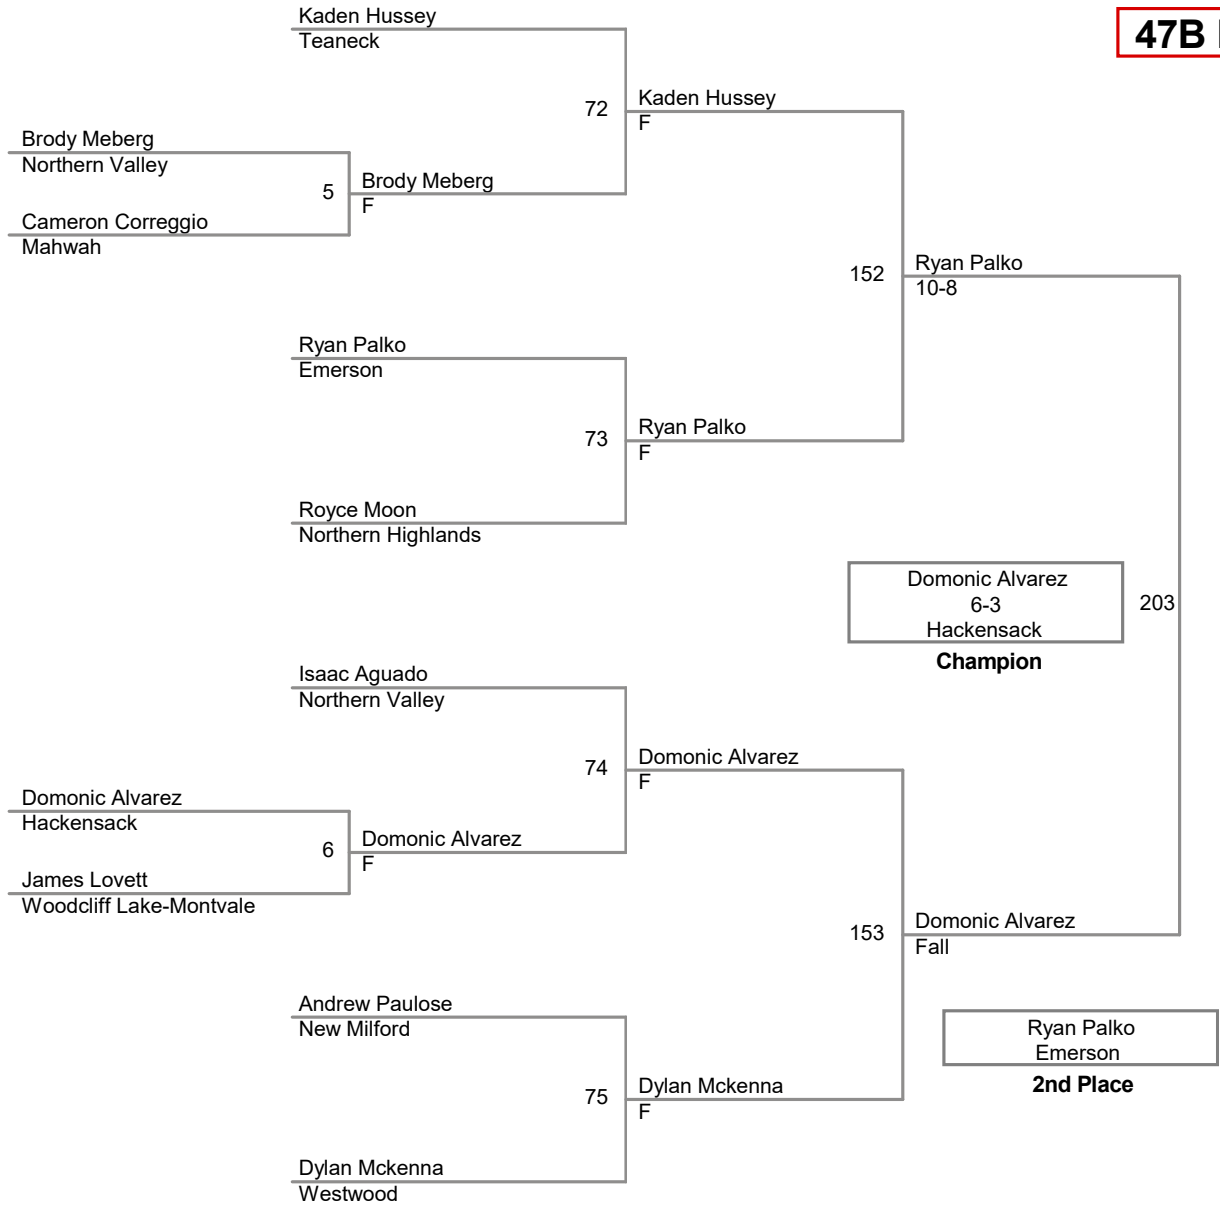 Kaden Hussey
Teaneck
47B
72
Kaden Hussey
F
Brody Meberg
Northern Valley
5
Brody Meberg
F
Cameron Correggio
Mahwah
152
Ryan Palko
10-8
Ryan Palko
Emerson
73
Ryan Palko
F
Royce Moon
Northern Highlands
Domonic Alvarez
6-3
Hackensack
203
Champion
Isaac Aguado
Northern Valley
74
Domonic Alvarez
F
Domonic Alvarez
Hackensack
6
Domonic Alvarez
F
James Lovett
Woodcliff Lake-Montvale
153
Domonic Alvarez
Fall
Andrew Paulose
New Milford
Ryan Palko
Emerson
2nd Place
75
Dylan Mckenna
F
Dylan Mckenna
Westwood